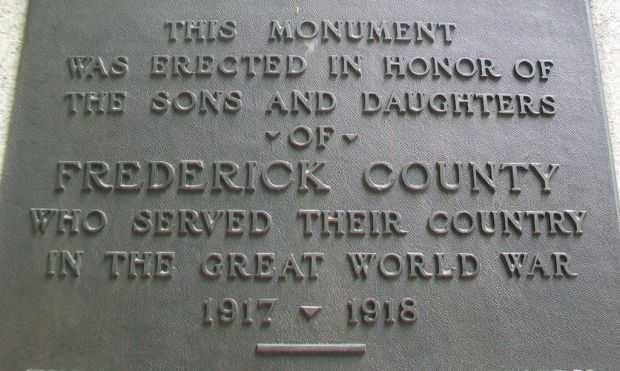 THIS MONUMENT
WAS ERECTED IN HONOR OF
THE SONS AND DAUGHTERS
OF
FREDERICK COUNTY
WHO SERVED THEIR COUNTRY
IN THE GREAT WORLD WAR
1917 1918